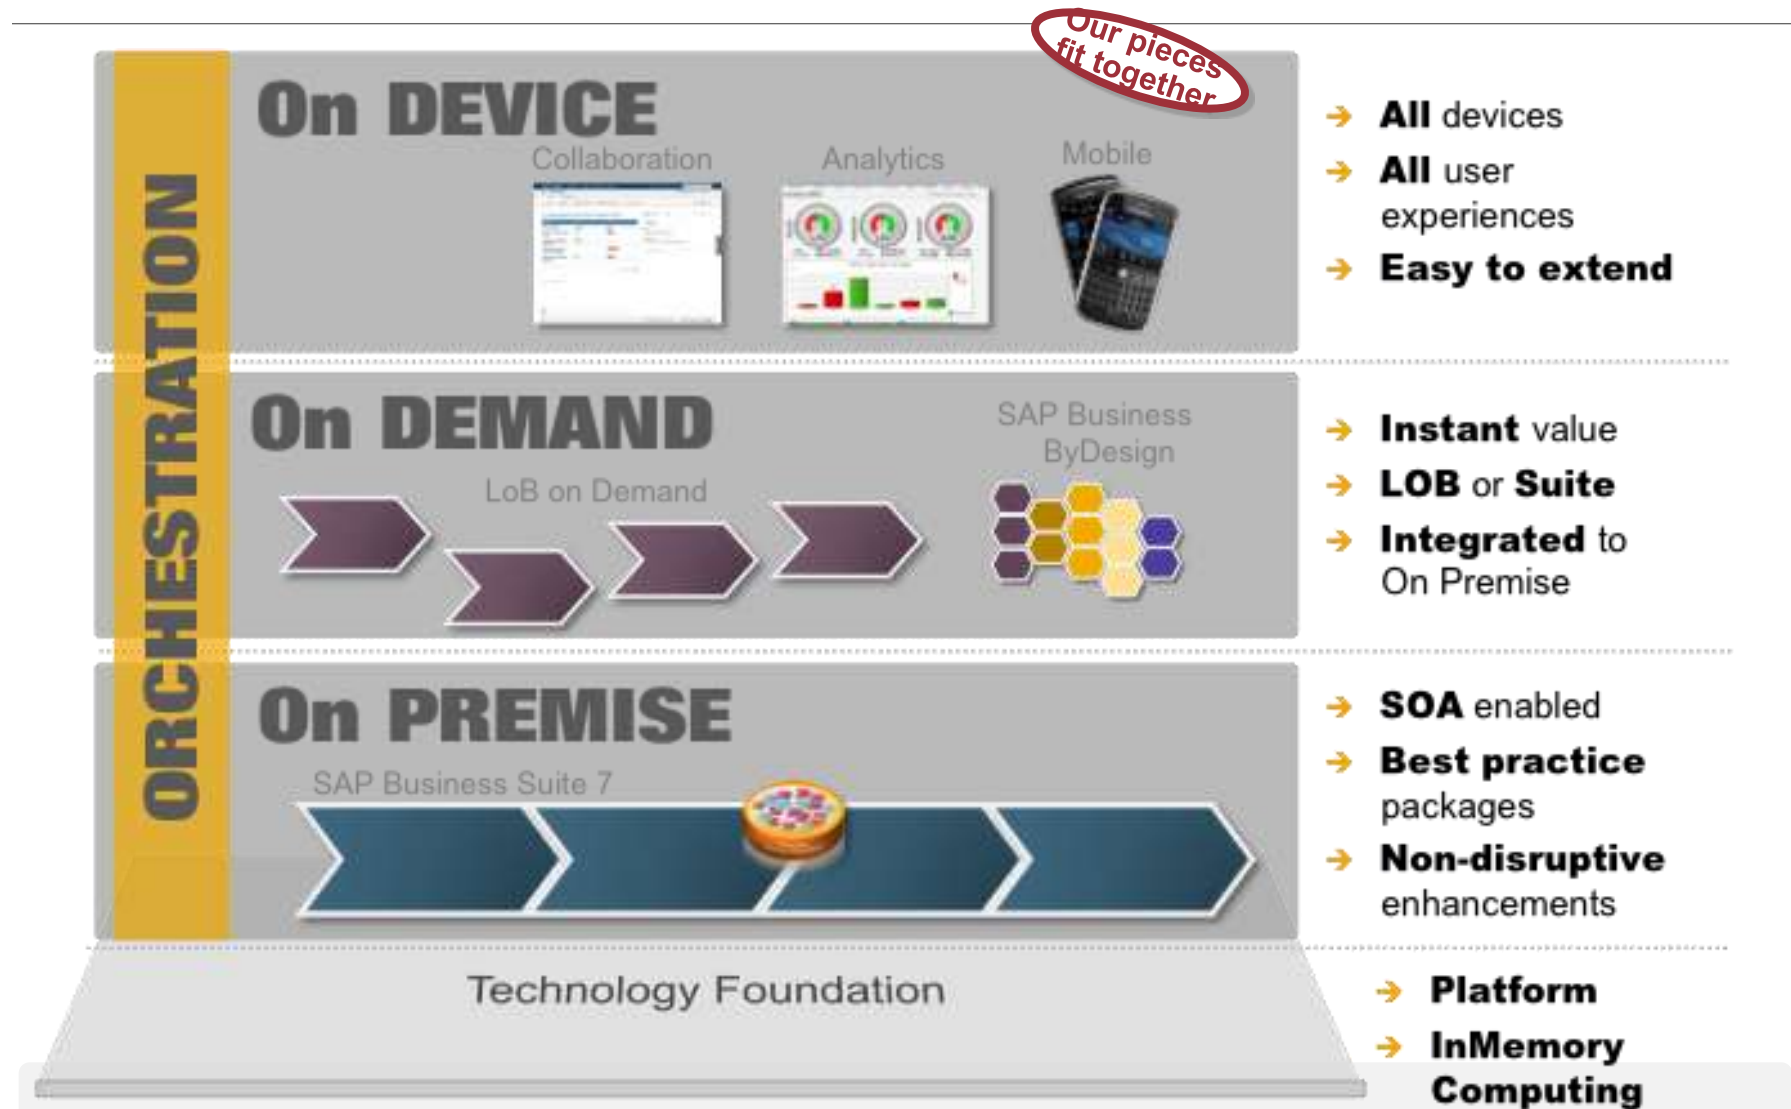 Our pieces
fit together
ORCHESTRATION
On DEVICE
Collaboration
Analytics
Mobile
All devices
All user
experiences
Easy to extend
On DEMAND
LoB on Demand
SAP Business
ByDesign
Instant value
LOB or Suite
Integrated to
On Premise
On PREMISE
SAP Business Suite 7
SOA enabled
Best practice
packages
Non-disruptive
enhancements
Technology Foundation
Platform
InMemory
Computing